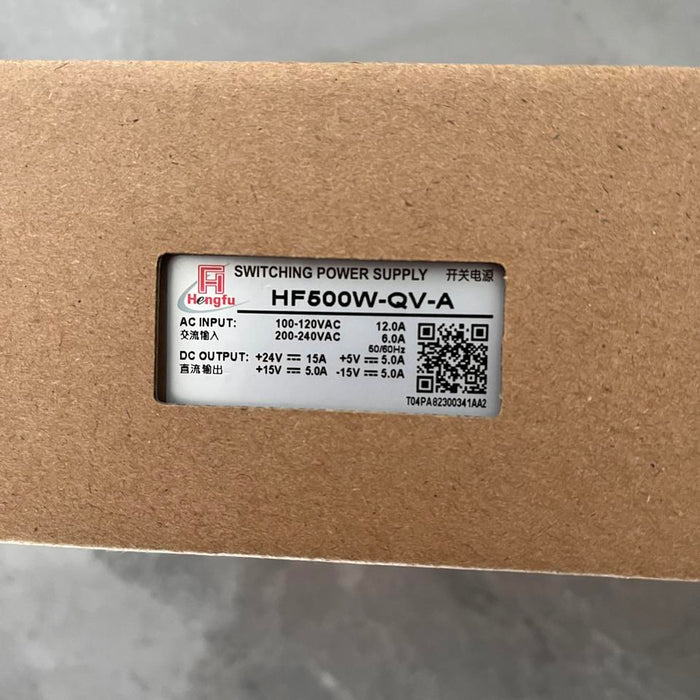 SWITCHING POWER SUPPLY 开关电源
Hengfu
HF500W-QV-A
AC INPUT: 100-120VAC 12.0A
交流输入 200-240VAC 6.0A
50/60Hz
DC OUTPUT: +24V 15A +5V 5.0A
直流输出 +15V 5.0A -15V 5.0A
T04PA82300341AA2